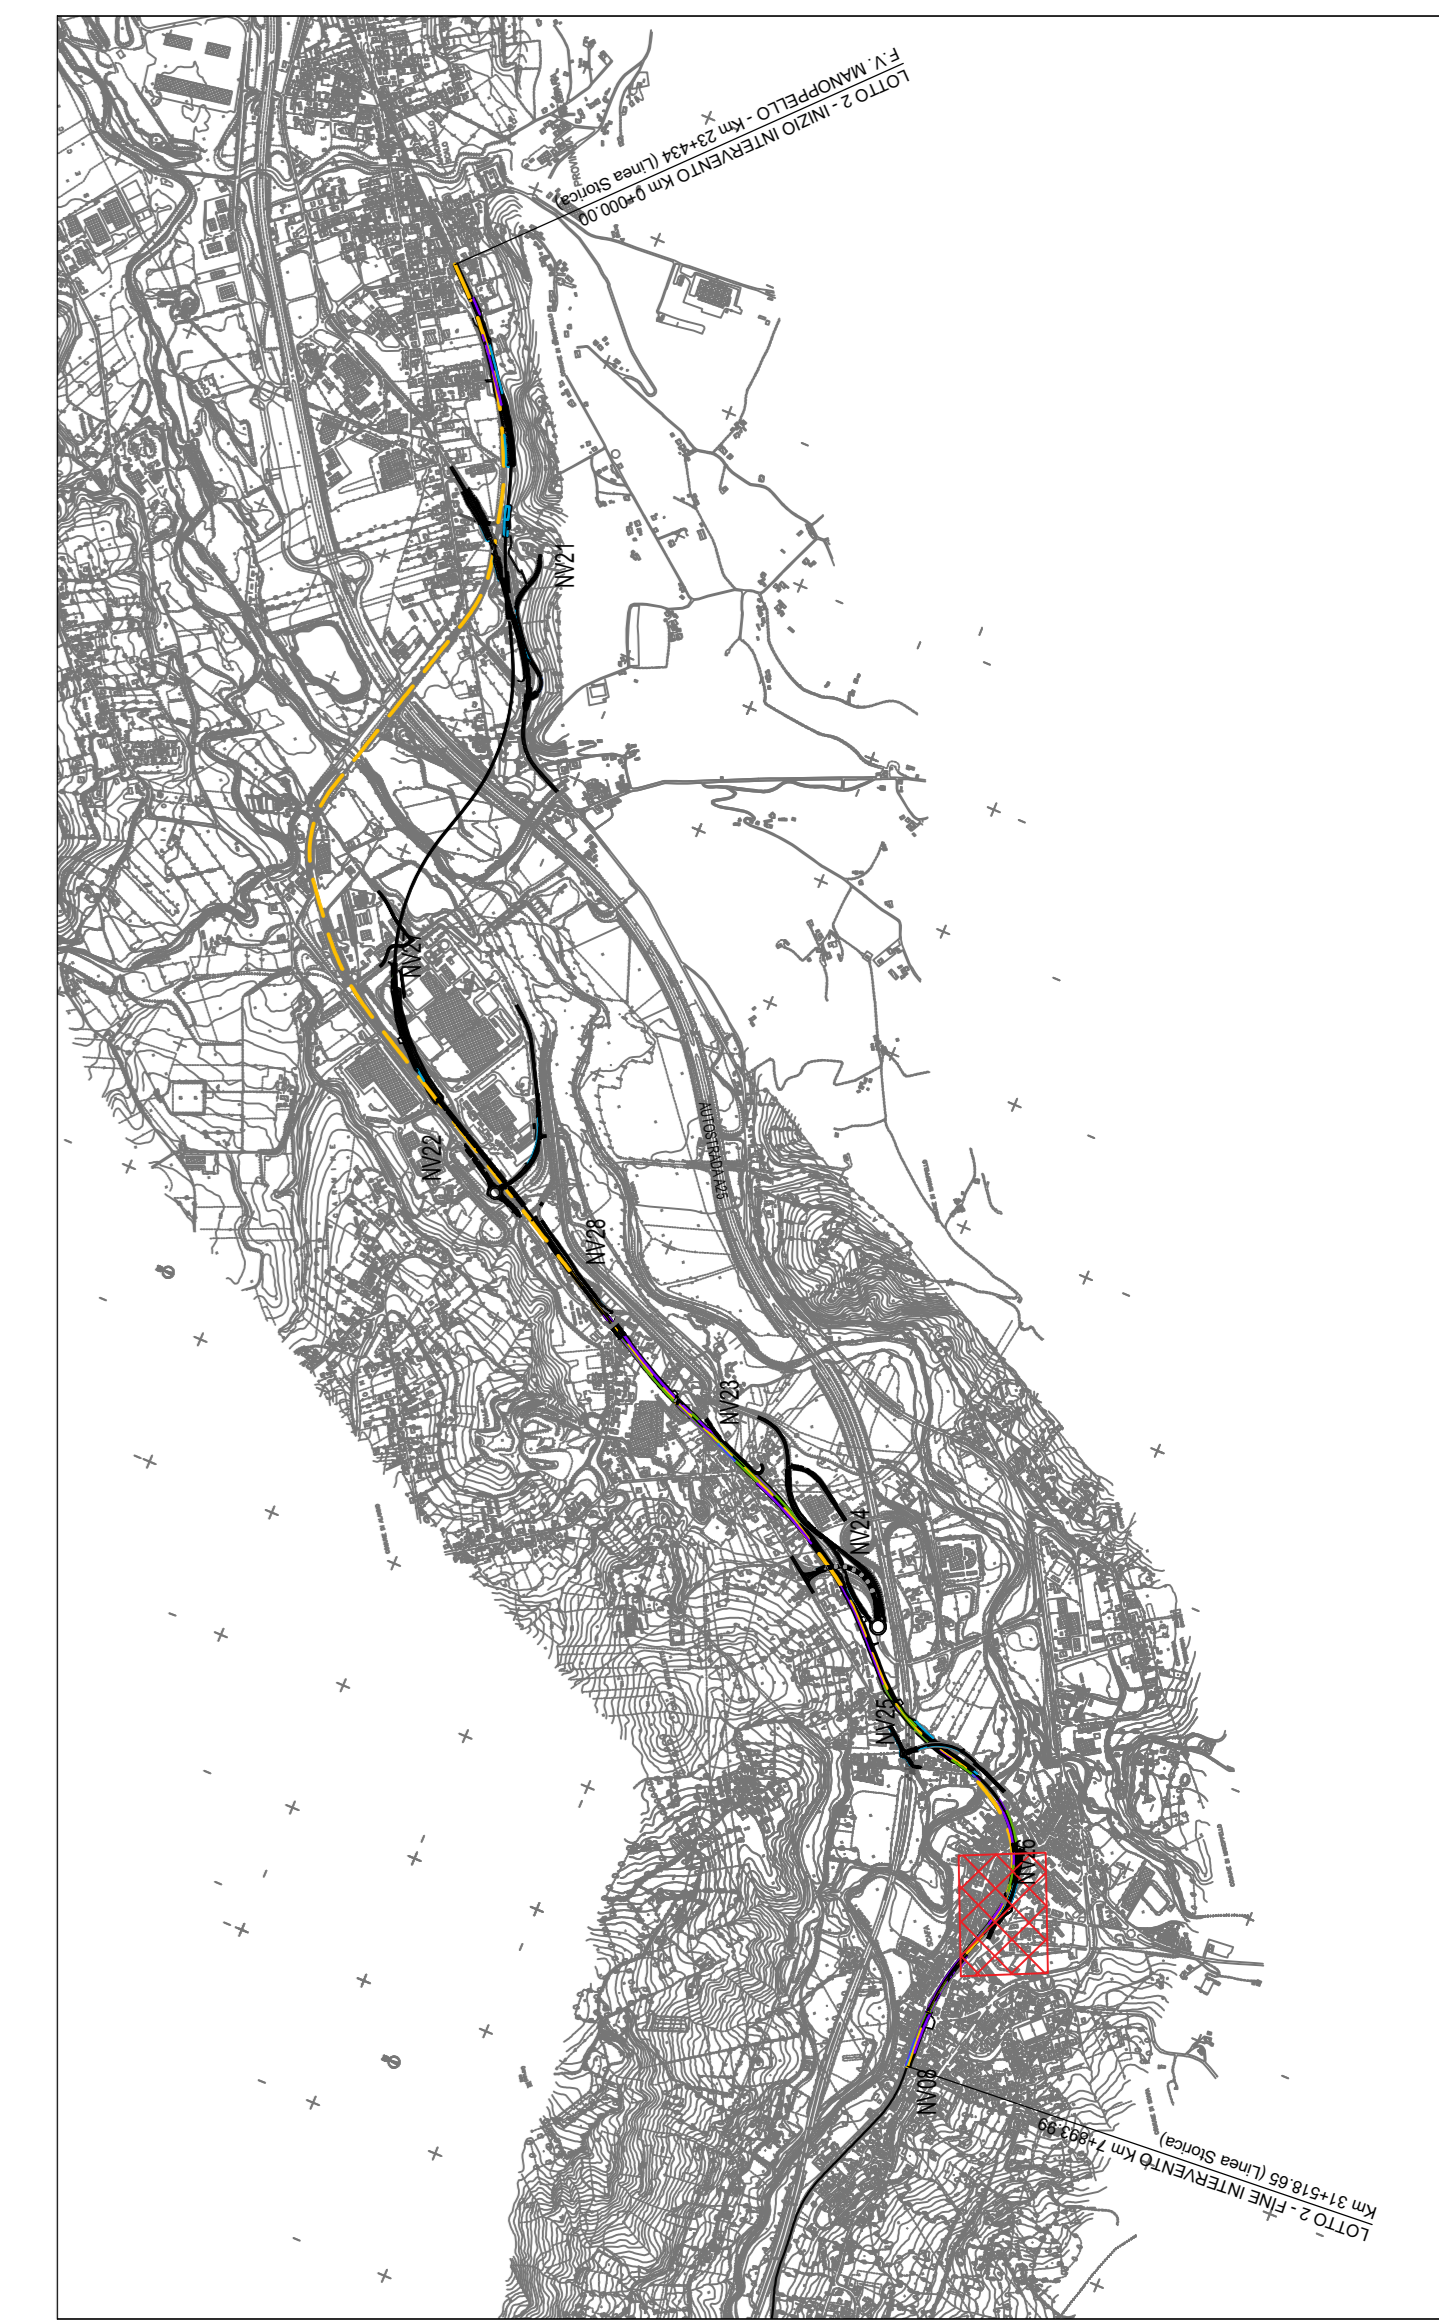 LOTTO 2 - INIZIO INTERVENTO Km 0+000.00
F.V. MANOPPELLO - Km 23+434 (Linea Storica)
NV21
NV27
NV22
AUTOSTRADA A25
NV28
NV23
NV24
NV25
NV26
NV08
LOTTO 2 - FINE INTERVENTO Km 7+893.99
Km 31+518.65 (Linea Storica)